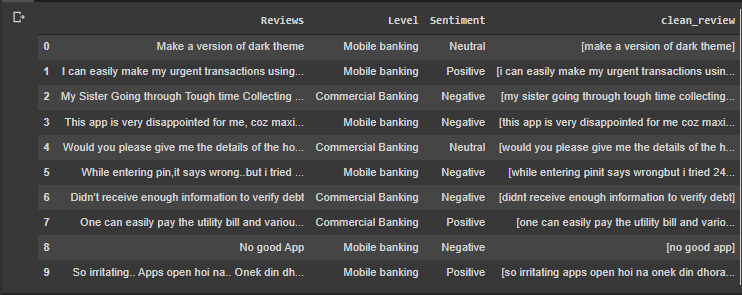 Reviews Level Sentiment clean_review
0 Make a version of dark theme Mobile banking Neutral [make a version of dark theme]
1 I can easily make my urgent transactions using... Mobile banking Positive [i can easily make my urgent transactions usin...
2 My Sister Going through Tough time Collecting ... Commercial Banking Negative [my sister going through tough time collecting...
3 This app is very disappointed for me, coz maxi... Mobile banking Negative [this app is very disappointed for me coz maxi...
4 Would you please give me the details of the ho... Commercial Banking Neutral [would you please give me the details of the h...
5 While entering pin,it says wrong..but i tried ... Mobile banking Negative [while entering pinit says wrongbut i tried 24...
6 Didn't receive enough information to verify debt Commercial Banking Negative [didnt receive enough information to verify debt]
7 One can easily pay the utility bill and variou... Commercial Banking Positive [one can easily pay the utility bill and vario...
8 No good App Mobile banking Negative [no good app]
9 So irritating.. Apps open hoi na.. Onek din dh... Mobile banking Positive [so irritating apps open hoi na onek din dhora...